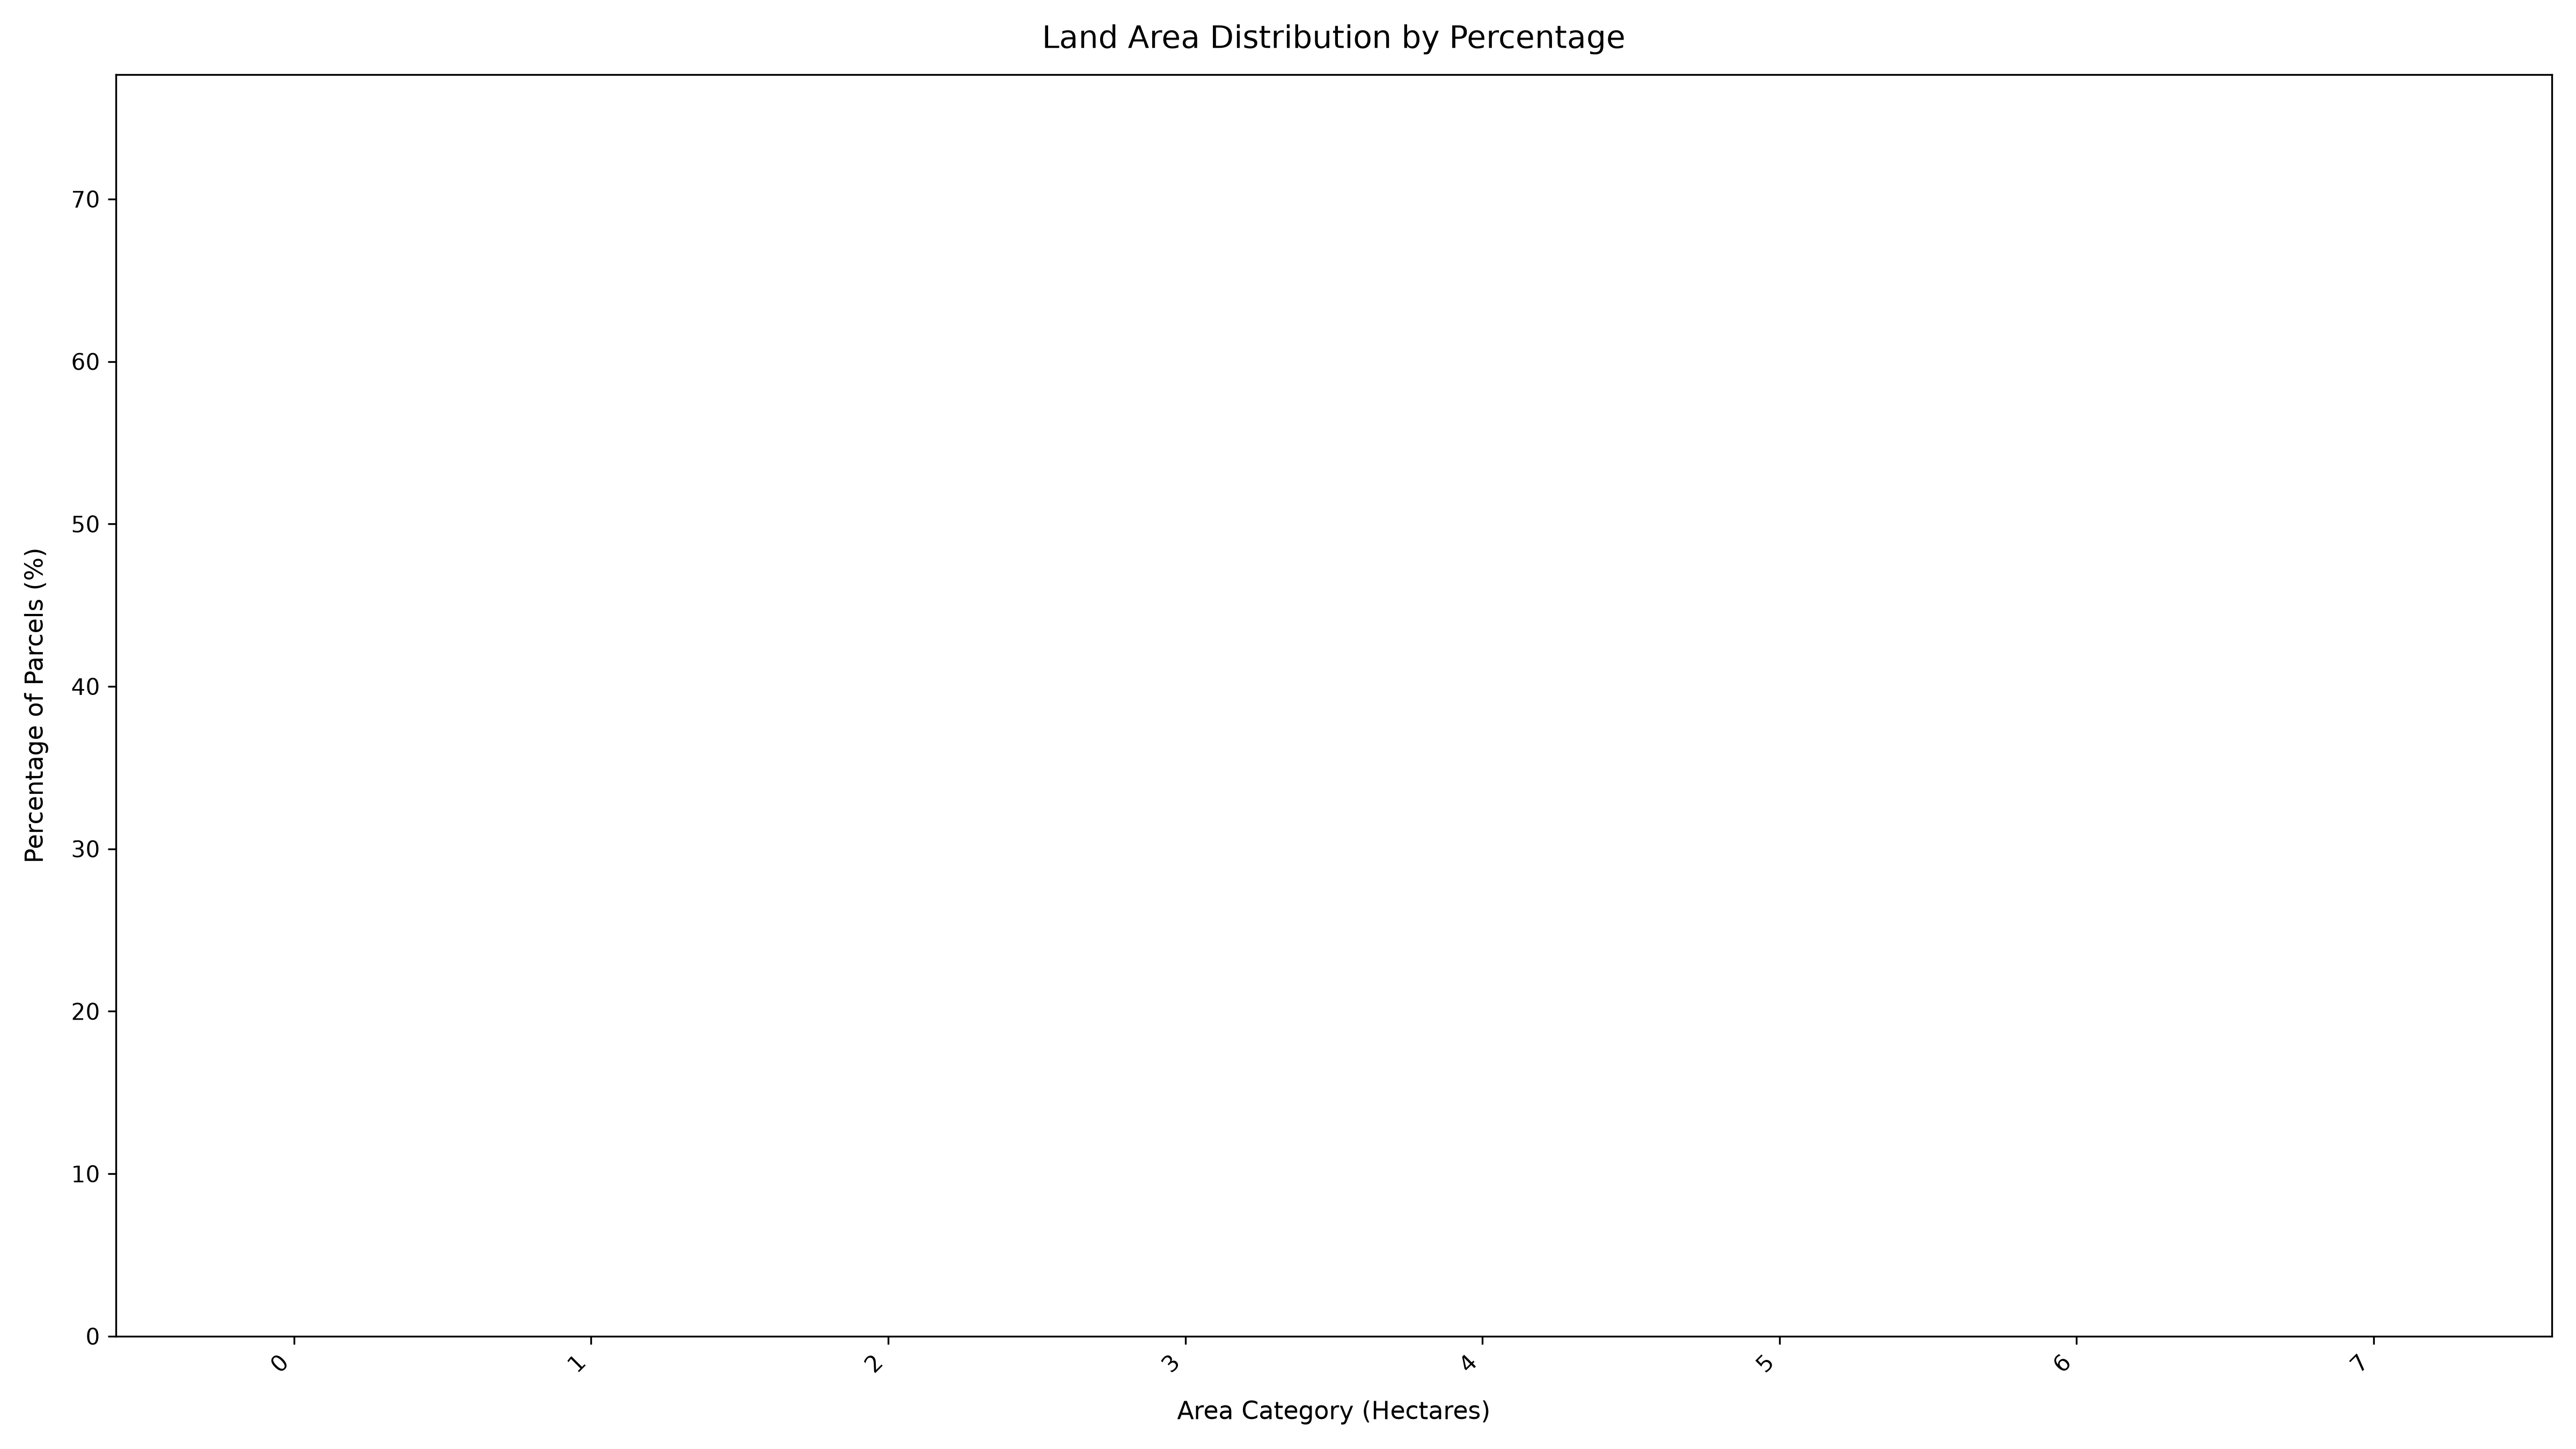 Land Area Distribution by Percentage
70
60
50
40
30
20
10
0
Percentage of Parcels (%)
0 1 2 3 4 5 6 7
Area Category (Hectares)